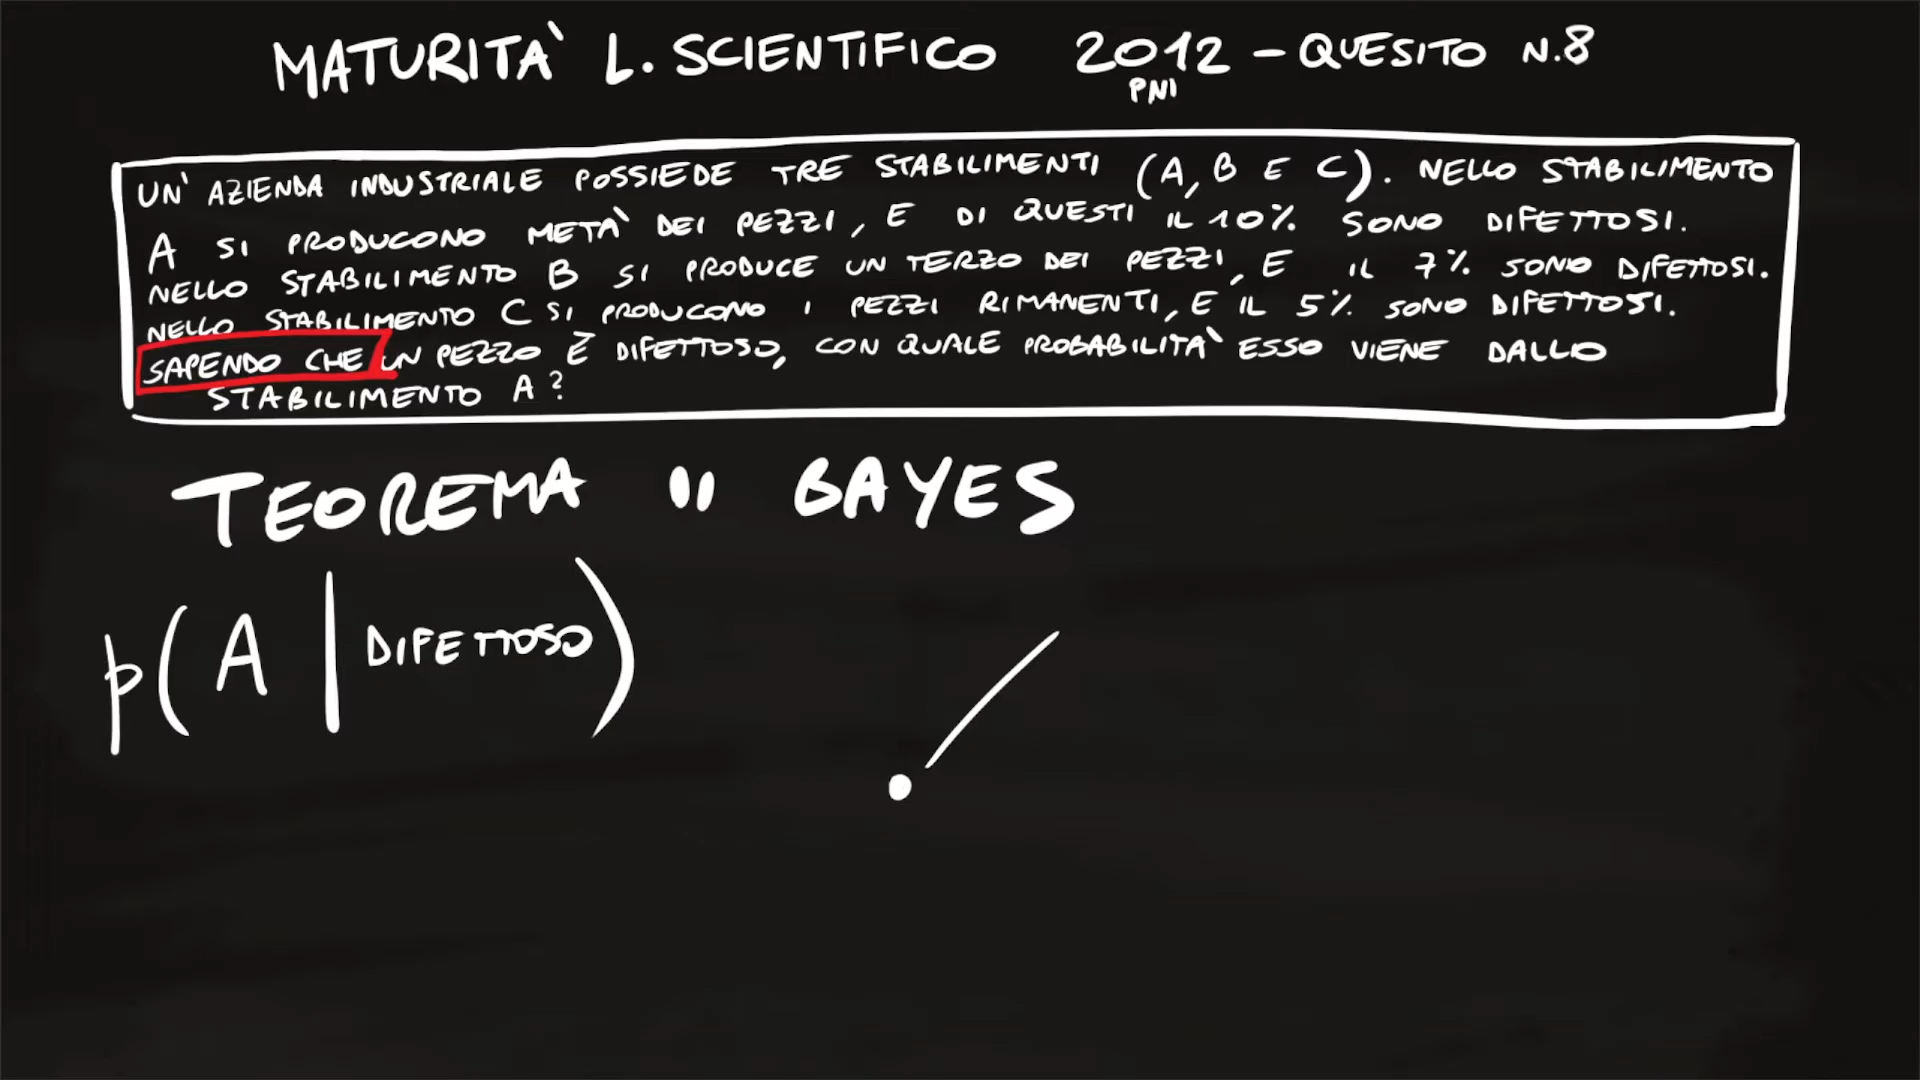 MATURITÀ L. SCIENTIFICO 2012 - QUESITO N.8
PNI
UN' AZIENDA INDUSTRIALE POSSIEDE TRE STABILIMENTI (A, B E C). NELLO STABILIMENTO
A SI PRODUCONO METÀ DEI PEZZI, E DI QUESTI IL 10% SONO DIFETTOSI.
NELLO STABILIMENTO B SI PRODUCE UN TERZO DEI PEZZI, E IL 7% SONO DIFETTOSI.
NELLO STABILIMENTO C SI PRODUCONO I PEZZI RIMANENTI, E IL 5% SONO DIFETTOSI.
SAPENDO CHE UN PEZZO È DIFETTOSO, CON QUALE PROBABILITÀ ESSO VIENE DALLO
STABILIMENTO A?
TEOREMA DI BAYES
p(A | DIFETTOSO)